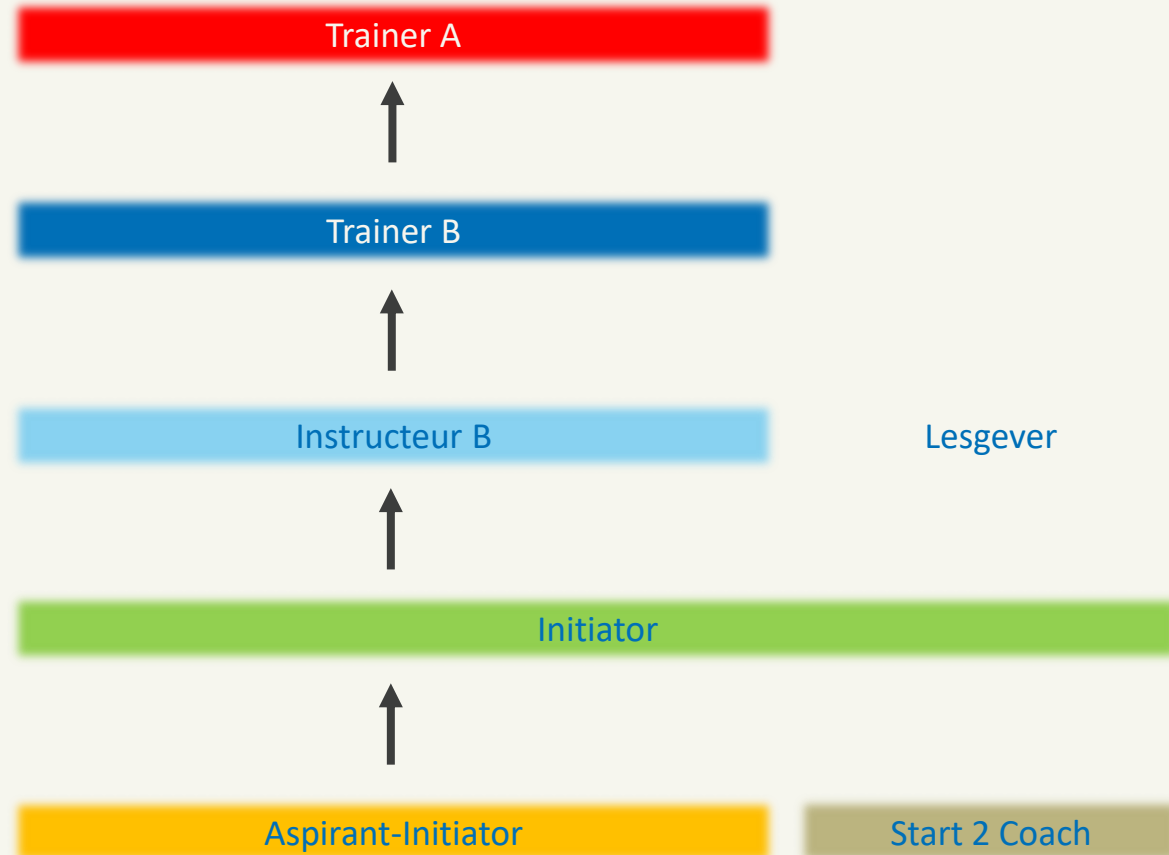 Trainer A
Trainer B
Instructeur B
Lesgever
Initiator
Aspirant-Initiator
Start 2 Coach